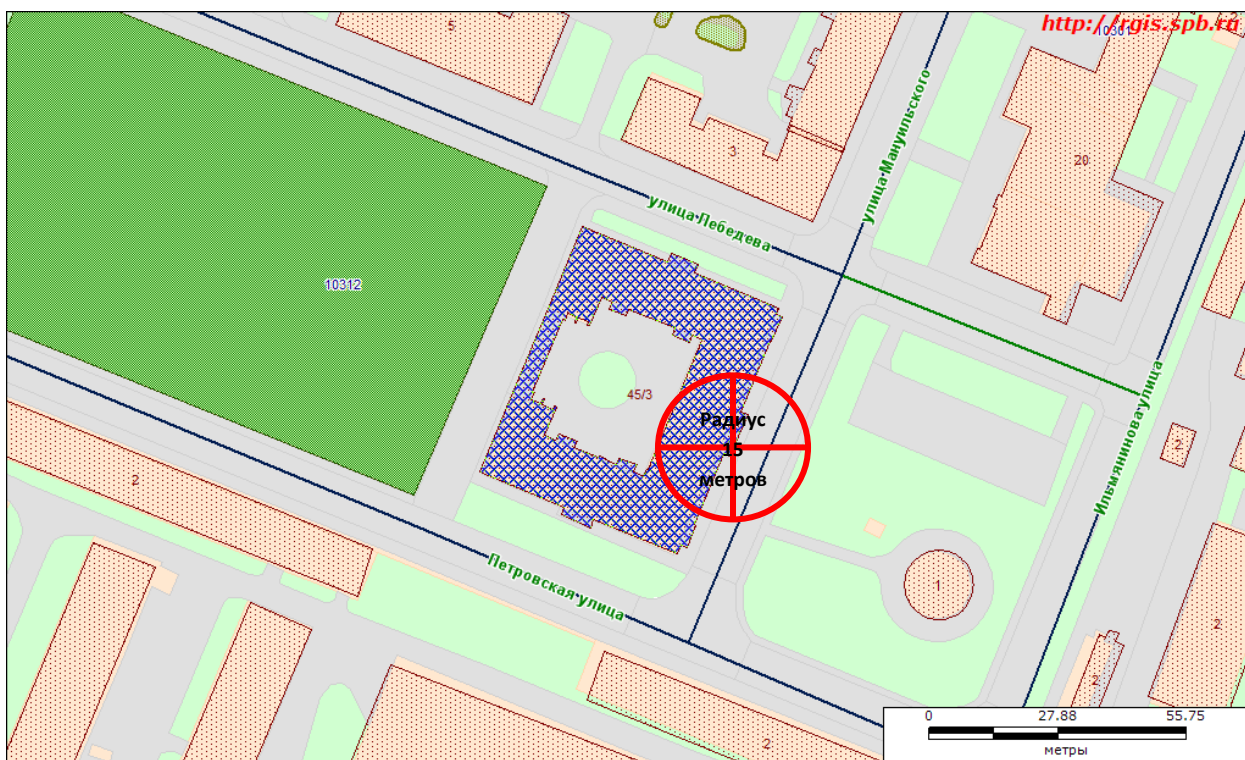 http://rgis.spb.ru
5
2
10301
улица Мануильского
3
20
улица Лебедева
10312
45/3
Радиус
15
метров
Ильмянинова улица
2
2
Петровская улица
1
2
2
2
0 27.88 55.75
метры